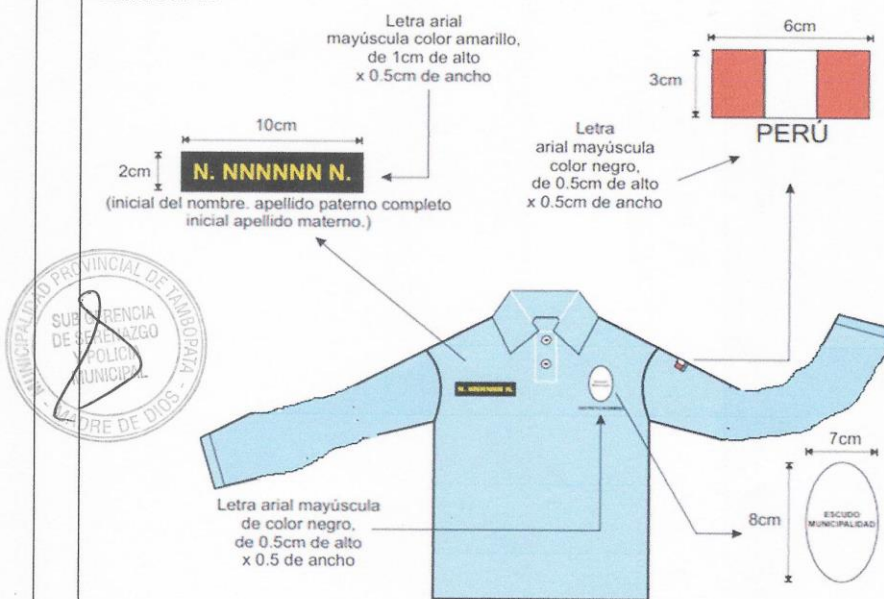 Letra arial
mayúscula color amarillo,
de 1cm de alto
x 0.5cm de ancho
6cm
3cm
PERÚ
10cm
2cm
N. NNNNNN N.
(inicial del nombre. apellido paterno completo
inicial apellido materno.)
Letra
arial mayúscula
color negro,
de 0.5cm de alto
x 0.5cm de ancho
MUNICIPALIDAD PROVINCIAL DE TAMBOPATA
SUB GERENCIA
DE SERENAZGO
Y POLICIA
MUNICIPAL
- MADRE DE DIOS -
N. NNNNNN N.
Letra arial mayúscula
de color negro,
de 0.5cm de alto
x 0.5 de ancho
7cm
8cm
ESCUDO
MUNICIPALIDAD